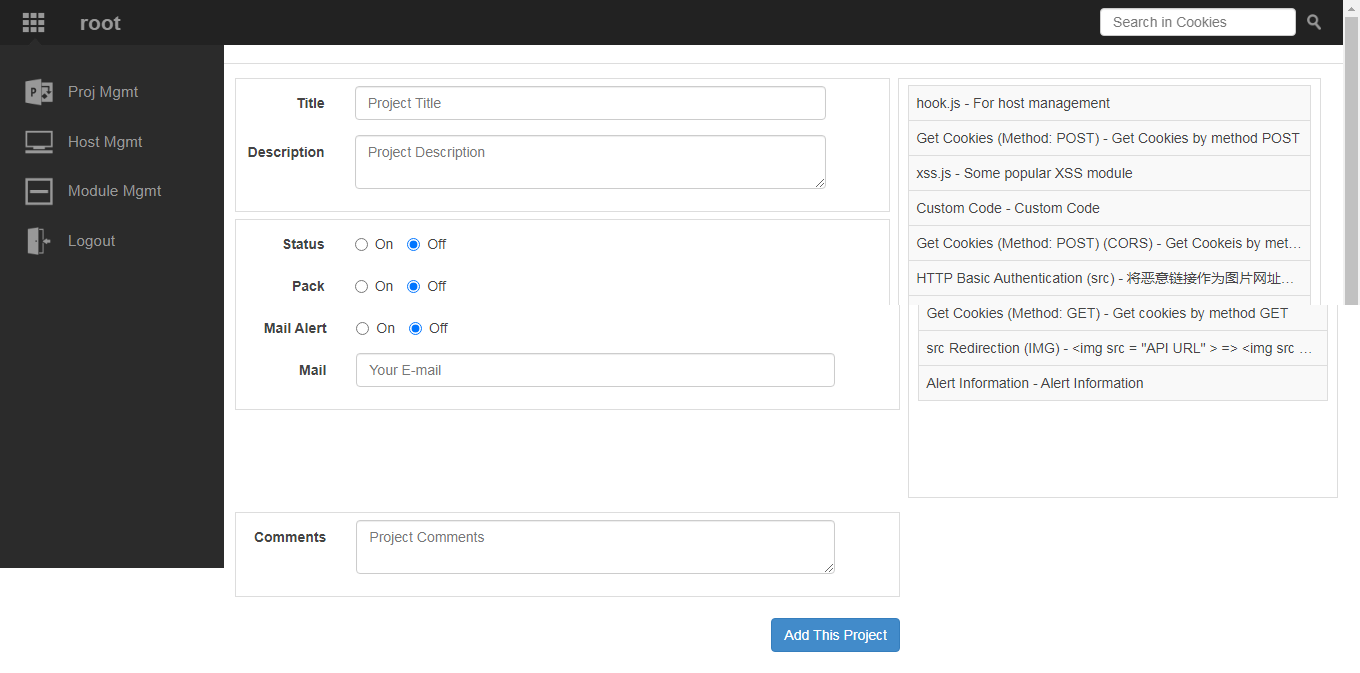 root
Search in Cookies
Proj Mgmt
Host Mgmt
Module Mgmt
Logout
Title
Project Title
Description
Project Description
Status
On
Off
Pack
On
Off
Mail Alert
On
Off
Mail
Your E-mail
Comments
Project Comments
Add This Project
hook.js - For host management
Get Cookies (Method: POST) - Get Cookies by method POST
xss.js - Some popular XSS module
Custom Code - Custom Code
Get Cookies (Method: POST) (CORS) - Get Cookeis by met...
HTTP Basic Authentication (src) - 将恶意链接作为图片网址...
Get Cookies (Method: GET) - Get cookies by method GET
src Redirection (IMG) - <img src = "API URL" > => <img src ...
Alert Information - Alert Information